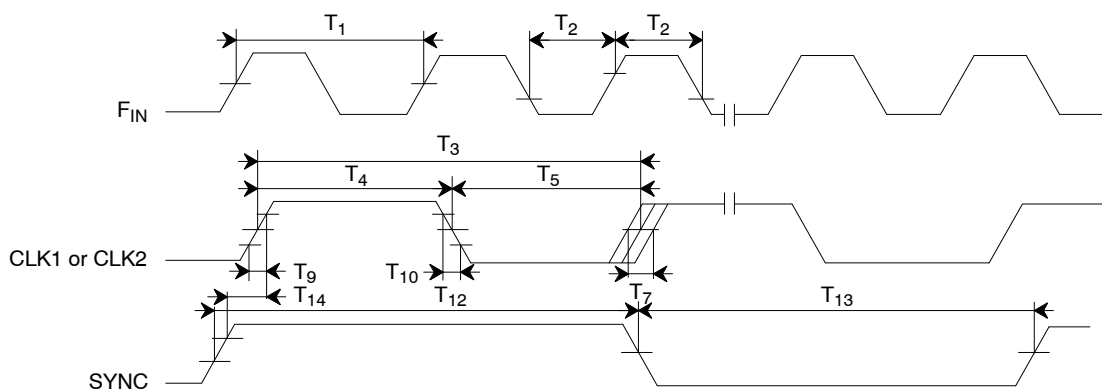 T1 T2 T2
FIN
T3
T4 T5
CLK1 or CLK2
T9 T10 T7
T14 T12 T13
SYNC